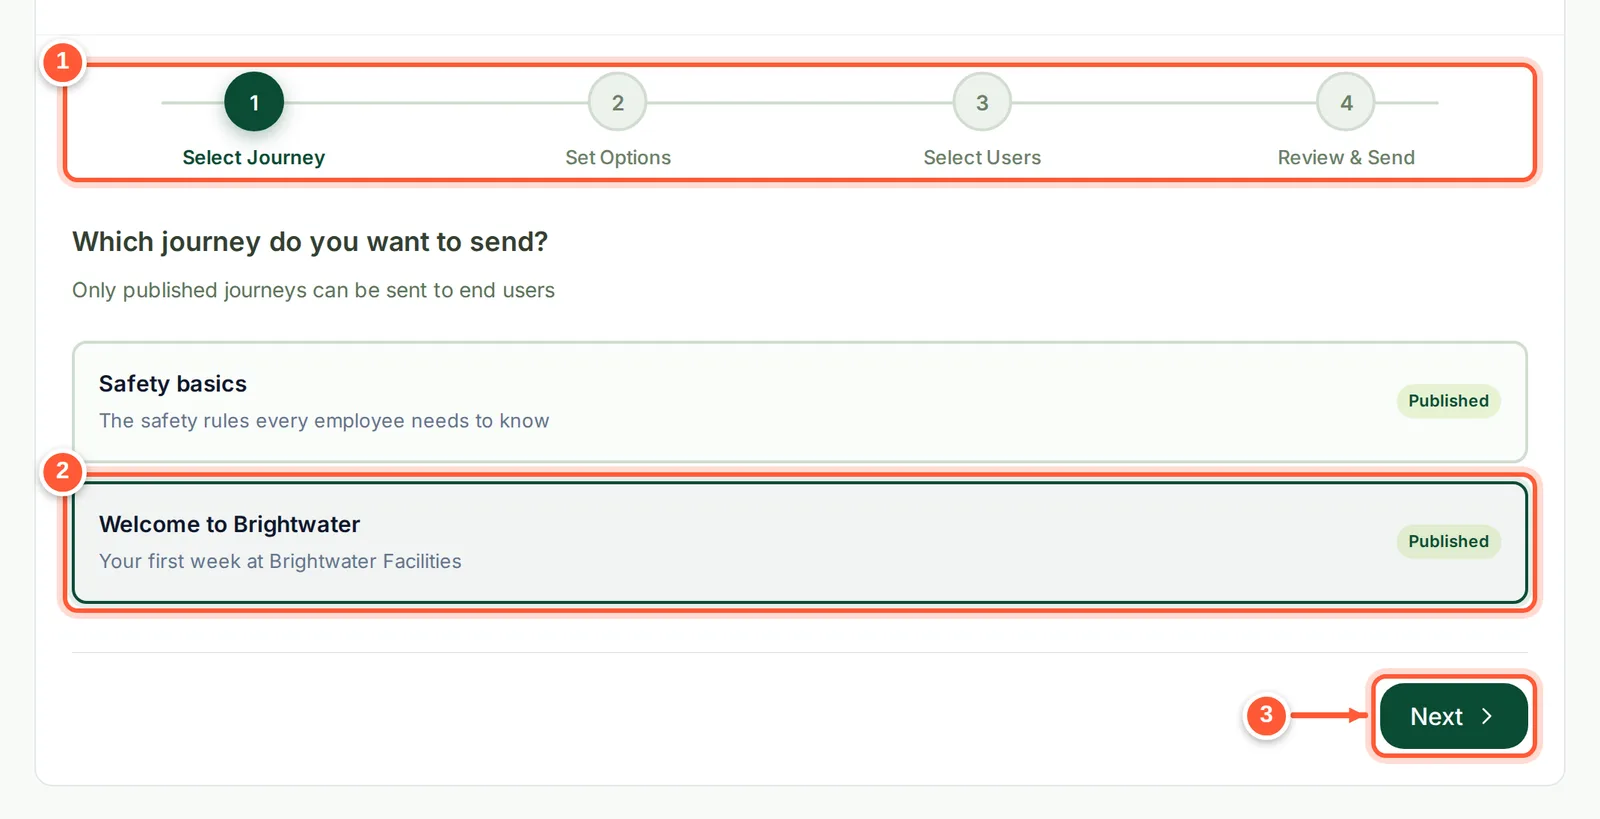 1
1 2 3 4
Select Journey Set Options Select Users Review & Send
Which journey do you want to send?
Only published journeys can be sent to end users
Safety basics
The safety rules every employee needs to know
Published
2
Welcome to Brightwater
Your first week at Brightwater Facilities
Published
3 Next